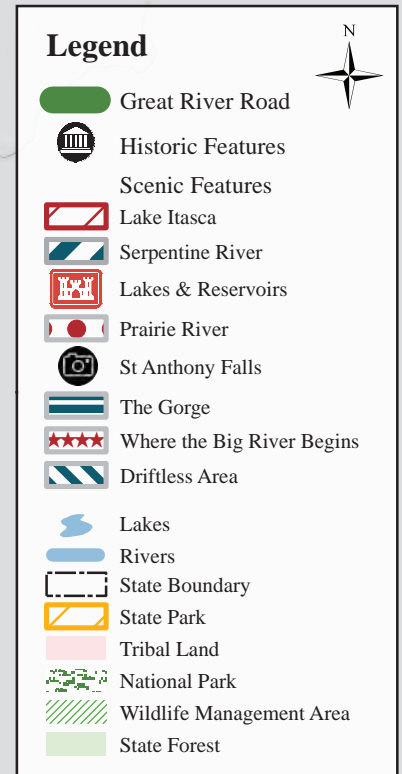 Legend
N
Great River Road
Historic Features
Scenic Features
Lake Itasca
Serpentine River
Lakes & Reservoirs
Prairie River
St Anthony Falls
The Gorge
Where the Big River Begins
Driftless Area
Lakes
Rivers
State Boundary
State Park
Tribal Land
National Park
Wildlife Management Area
State Forest